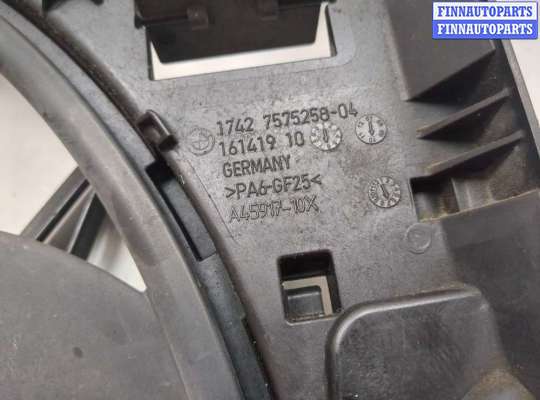 FINNAUTOPARTS
FINNAUTOPARTS
1742 7575258-04
161419 10
GERMANY
>PA6-GF25<
A45917-10X